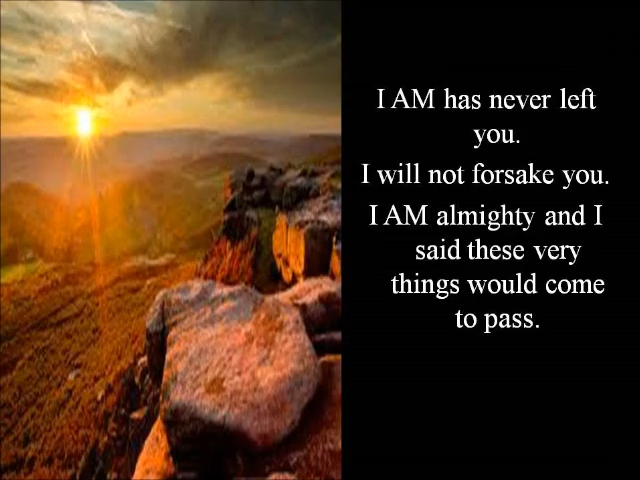 I AM has never left
you.
I will not forsake you.
I AM almighty and I
said these very
things would come
to pass.